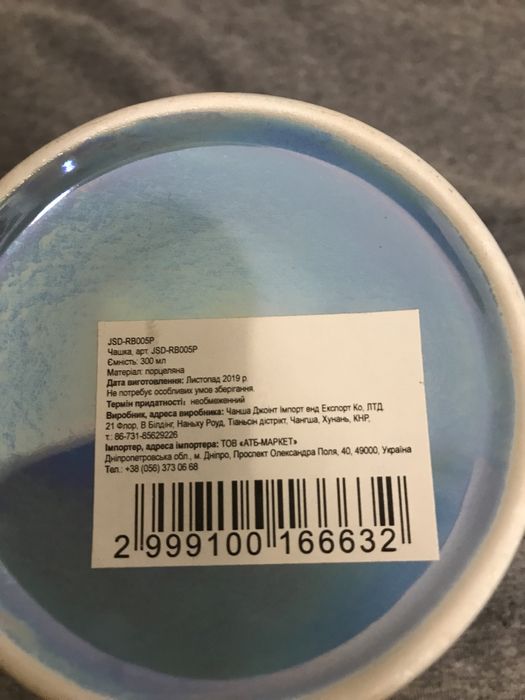 JSD-RB005P
Чашка, арт. JSD-RB005P
Ємність: 300 мл
Матеріал: порцеляна
Дата виготовлення: Листопад 2019 р.
Не потребує особливих умов зберігання.
Термін придатності: необмежений
Виробник, адреса виробника: Чанша Джоінт Імпорт енд Експорт Ко, ЛТД.
21 Флор, В Білдінг, Наньху Роуд, Тіаньсін дістрікт, Чангша, Хунань, КНР,
т.: 86-731-85629226
Імпортер, адреса імпортера: ТОВ «АТБ-МАРКЕТ»
Дніпропетровська обл., м. Дніпро, Проспект Олександра Поля, 40, 49000, Україна
Тел.: +38 (056) 373 06 68
2 999100 166632